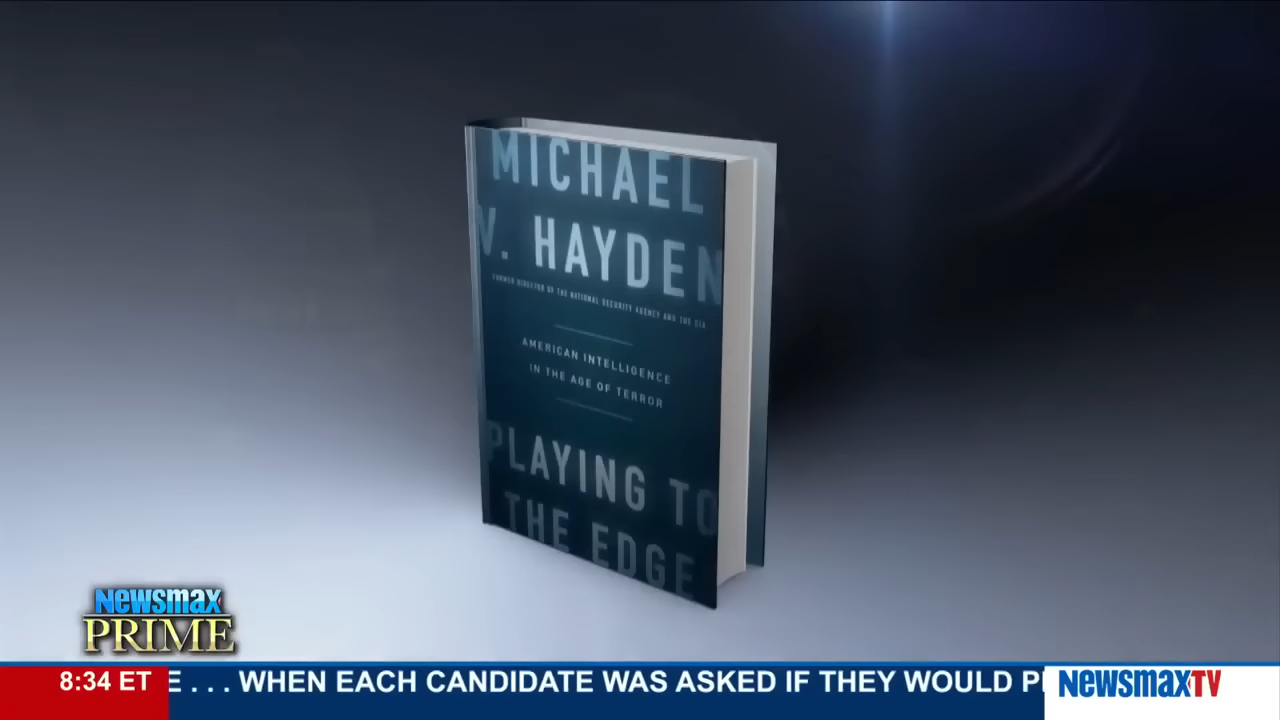 MICHAEL
V. HAYDEN
FORMER DIRECTOR OF THE NATIONAL SECURITY AGENCY AND THE CIA
AMERICAN INTELLIGENCE
IN THE AGE OF TERROR
PLAYING TO
THE EDGE
Newsmax
PRIME
8:34 ET
E . . . WHEN EACH CANDIDATE WAS ASKED IF THEY WOULD P
NewsmaxTV